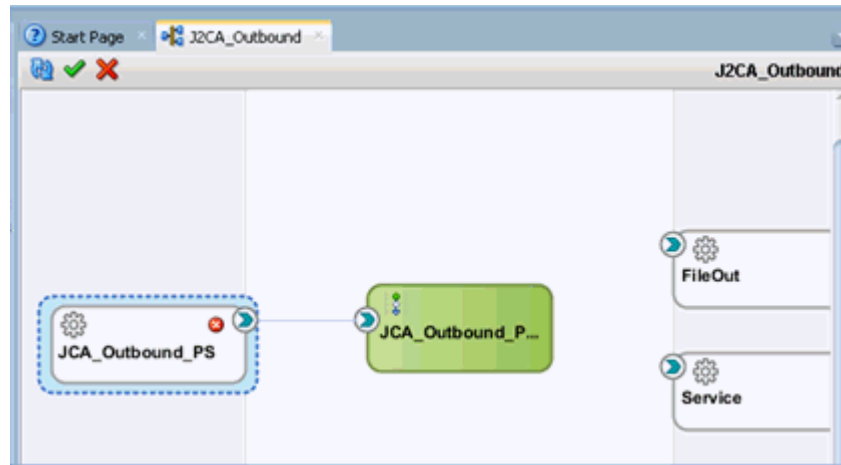 Start Page
J2CA_Outbound
J2CA_Outbound
FileOut
JCA_Outbound_PS
JCA_Outbound_P...
Service